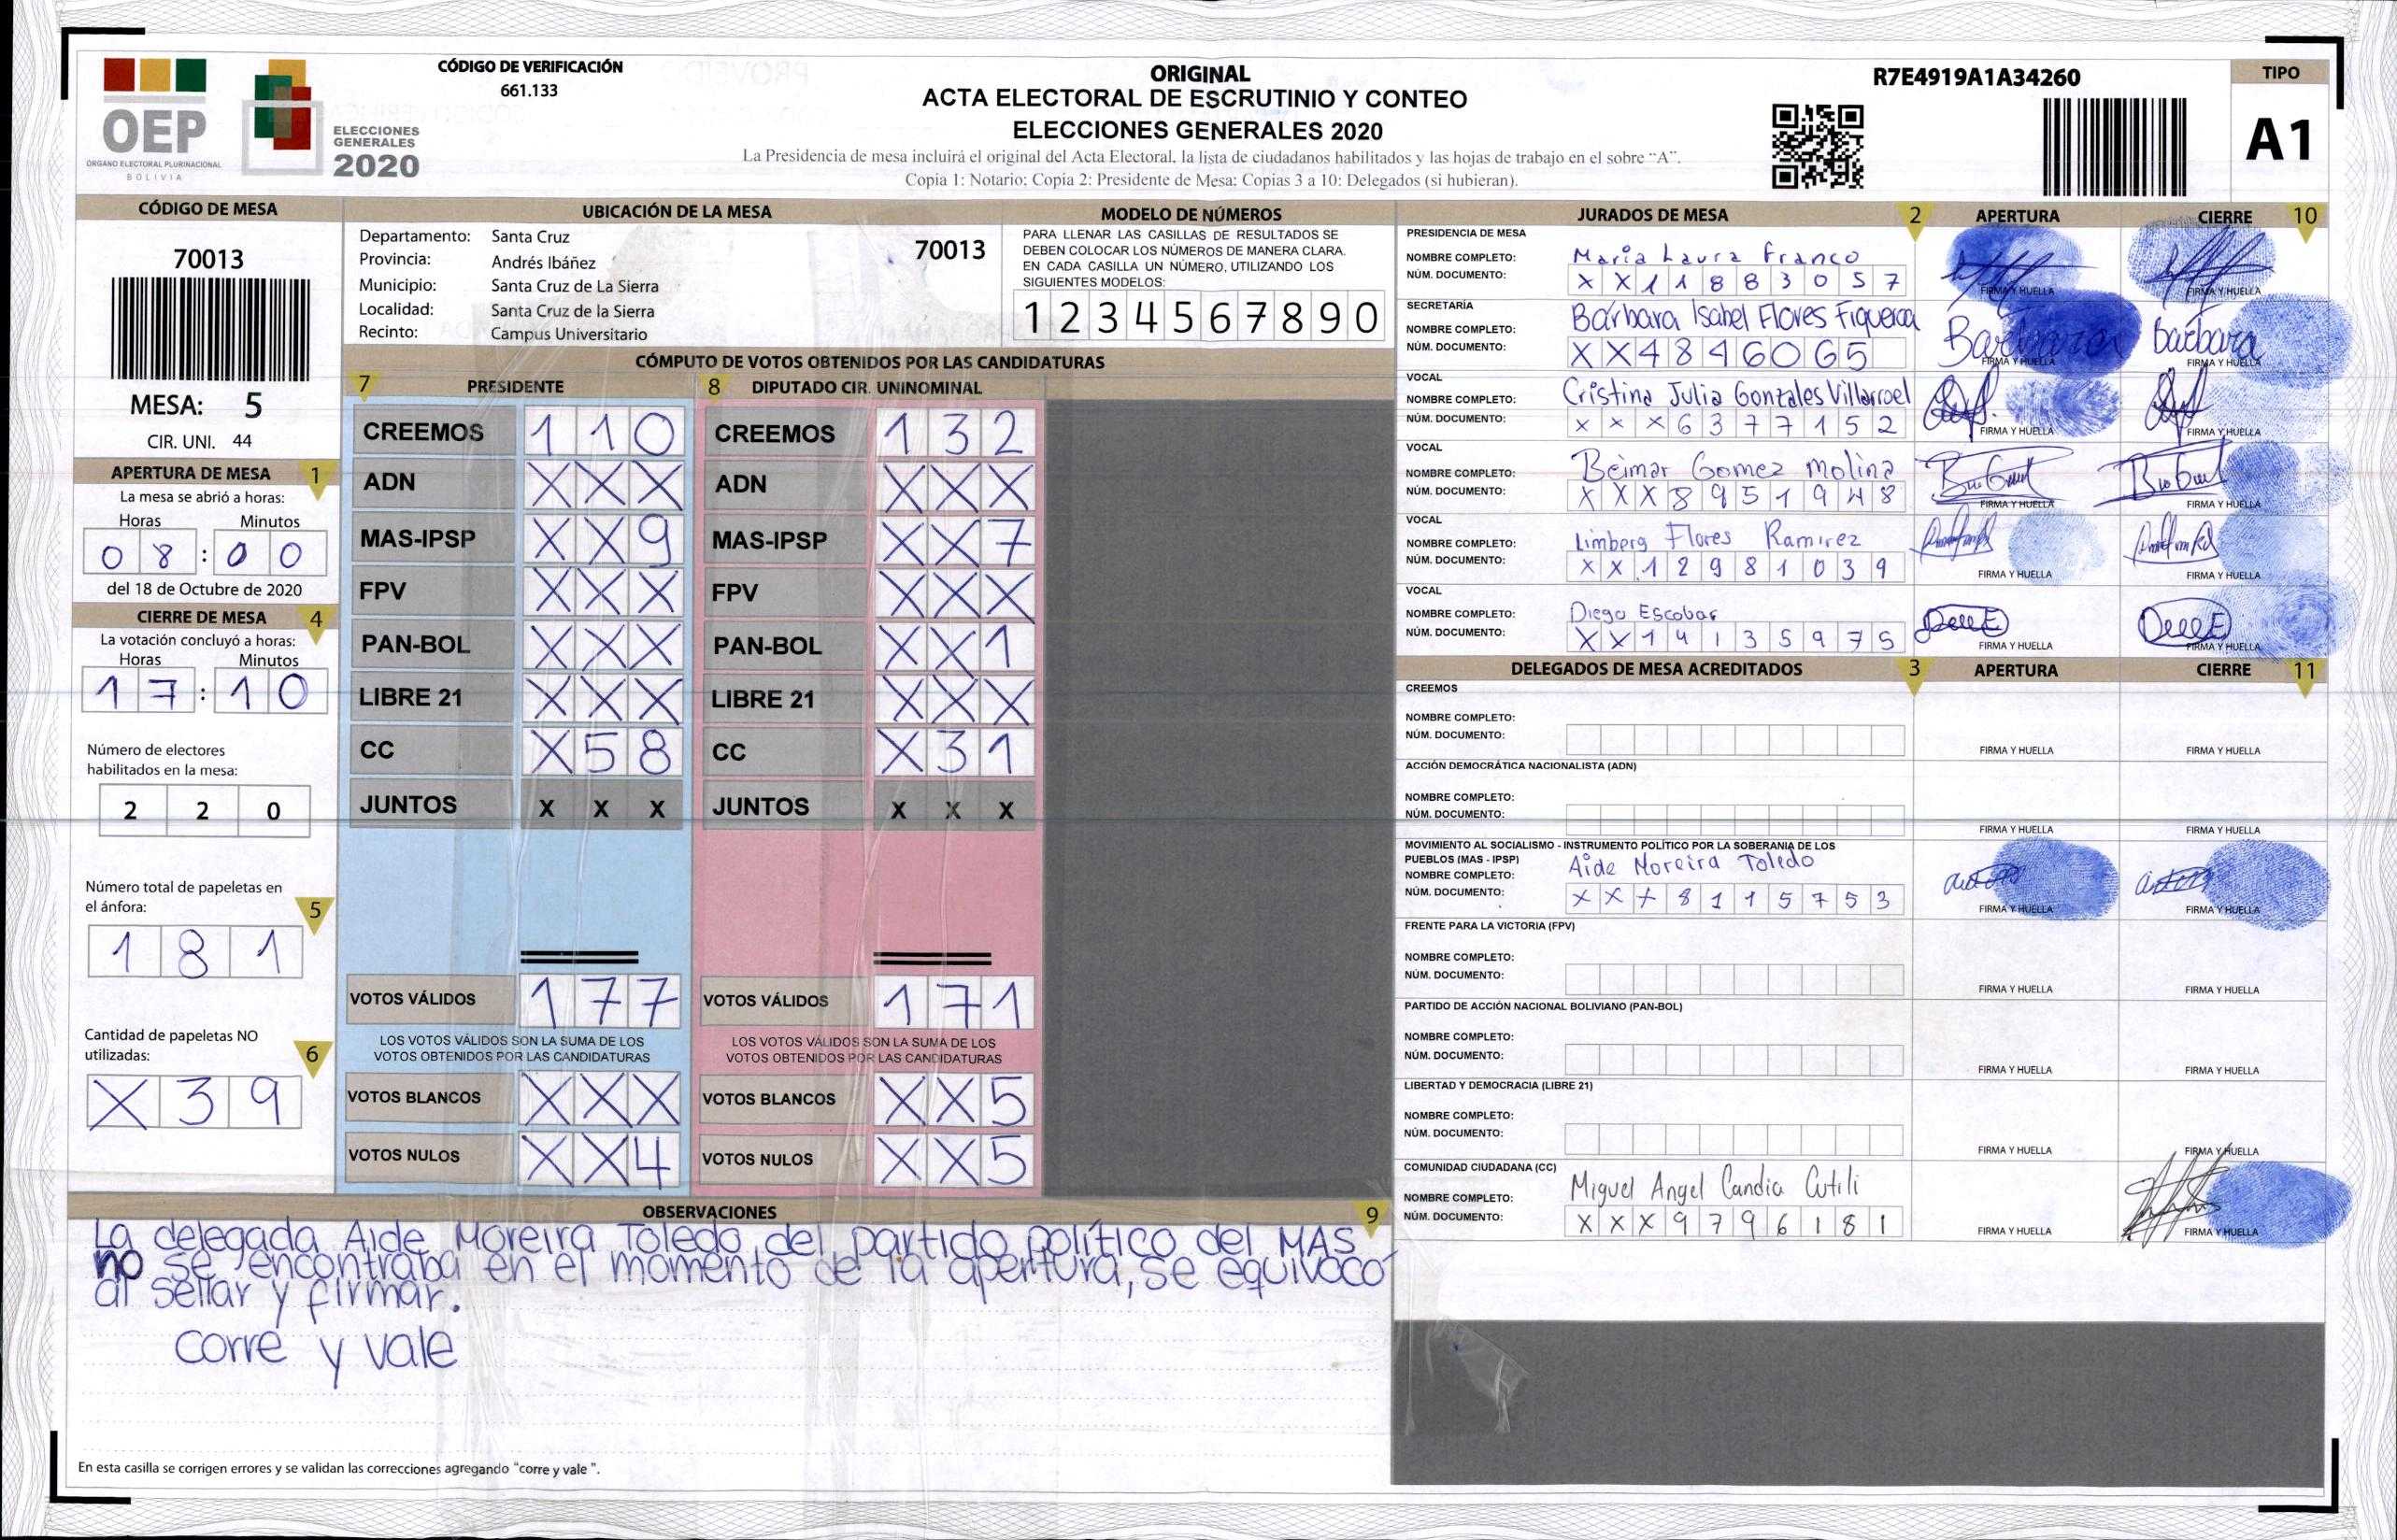 OEP
ÓRGANO ELECTORAL PLURINACIONAL
BOLIVIA
ELECCIONES
GENERALES
2020
CÓDIGO DE VERIFICACIÓN
661.133
ORIGINAL
ACTA ELECTORAL DE ESCRUTINIO Y CONTEO
ELECCIONES GENERALES 2020
La Presidencia de mesa incluirá el original del Acta Electoral, la lista de ciudadanos habilitados y las hojas de trabajo en el sobre "A".
Copia 1: Notario; Copia 2: Presidente de Mesa; Copias 3 a 10: Delegados (si hubieran).
R7E4919A1A34260
TIPO
A1
CÓDIGO DE MESA
70013
MESA: 5
CIR. UNI. 44
APERTURA DE MESA 1
La mesa se abrió a horas:
Horas Minutos
08:00
del 18 de Octubre de 2020
CIERRE DE MESA 4
La votación concluyó a horas:
Horas Minutos
17:10
Número de electores
habilitados en la mesa:
2 2 0
Número total de papeletas en
el ánfora: 5
1 8 1
Cantidad de papeletas NO
utilizadas: 6
X 3 9
UBICACIÓN DE LA MESA
Departamento: Santa Cruz 70013
Provincia: Andrés Ibáñez
Municipio: Santa Cruz de La Sierra
Localidad: Santa Cruz de la Sierra
Recinto: Campus Universitario
MODELO DE NÚMEROS
PARA LLENAR LAS CASILLAS DE RESULTADOS SE
DEBEN COLOCAR LOS NÚMEROS DE MANERA CLARA.
EN CADA CASILLA UN NÚMERO, UTILIZANDO LOS
SIGUIENTES MODELOS:
1 2 3 4 5 6 7 8 9 0
CÓMPUTO DE VOTOS OBTENIDOS POR LAS CANDIDATURAS
7 PRESIDENTE
CREEMOS 1 1 0
ADN X X X
MAS-IPSP X X 9
FPV X X X
PAN-BOL X X X
LIBRE 21 X X X
CC X 5 8
JUNTOS X X X
VOTOS VÁLIDOS 1 7 7
LOS VOTOS VÁLIDOS SON LA SUMA DE LOS
VOTOS OBTENIDOS POR LAS CANDIDATURAS
VOTOS BLANCOS X X X
VOTOS NULOS X X 4
8 DIPUTADO CIR. UNINOMINAL
CREEMOS 1 3 2
ADN X X X
MAS-IPSP X X 7
FPV X X X
PAN-BOL X X 1
LIBRE 21 X X X
CC X 3 1
JUNTOS X X X
VOTOS VÁLIDOS 1 7 1
LOS VOTOS VÁLIDOS SON LA SUMA DE LOS
VOTOS OBTENIDOS POR LAS CANDIDATURAS
VOTOS BLANCOS X X 5
VOTOS NULOS X X 5
OBSERVACIONES 9
La delegada Aide Moreira Toledo del partido político del MAS
no se encontraba en el momento de la apertura, se equivocó
al sellar y firmar.
corre y vale
En esta casilla se corrigen errores y se validan las correcciones agregando "corre y vale ".
JURADOS DE MESA 2 APERTURA CIERRE 10
PRESIDENCIA DE MESA
NOMBRE COMPLETO: Maria Laura Franco
NÚM. DOCUMENTO: X X 1 1 8 8 3 0 5 7
FIRMA Y HUELLA FIRMA Y HUELLA
SECRETARÍA
NOMBRE COMPLETO: Bárbara Isabel Flores Figueroa
NÚM. DOCUMENTO: X X 4 8 4 6 0 6 5
Barbara Barbara
FIRMA Y HUELLA FIRMA Y HUELLA
VOCAL
NOMBRE COMPLETO: Cristina Julia Gonzales Villarroel
NÚM. DOCUMENTO: X X X 6 3 7 7 1 5 2
FIRMA Y HUELLA FIRMA Y HUELLA
VOCAL
NOMBRE COMPLETO: Beimar Gomez Molina
NÚM. DOCUMENTO: X X X 8 9 5 1 9 4 8
FIRMA Y HUELLA FIRMA Y HUELLA
VOCAL
NOMBRE COMPLETO: Limberg Flores Ramirez
NÚM. DOCUMENTO: X X 1 2 9 8 1 0 3 9
FIRMA Y HUELLA FIRMA Y HUELLA
VOCAL
NOMBRE COMPLETO: Diego Escobar
NÚM. DOCUMENTO: X X 1 4 1 3 5 9 7 5
FIRMA Y HUELLA FIRMA Y HUELLA
DELEGADOS DE MESA ACREDITADOS 3 APERTURA CIERRE 11
CREEMOS
NOMBRE COMPLETO:
NÚM. DOCUMENTO:
FIRMA Y HUELLA FIRMA Y HUELLA
ACCIÓN DEMOCRÁTICA NACIONALISTA (ADN)
NOMBRE COMPLETO:
NÚM. DOCUMENTO:
FIRMA Y HUELLA FIRMA Y HUELLA
MOVIMIENTO AL SOCIALISMO - INSTRUMENTO POLÍTICO POR LA SOBERANIA DE LOS
PUEBLOS (MAS - IPSP)
NOMBRE COMPLETO: Aide Moreira Toledo
NÚM. DOCUMENTO: X X X 8 1 1 5 7 5 3
FIRMA Y HUELLA FIRMA Y HUELLA
FRENTE PARA LA VICTORIA (FPV)
NOMBRE COMPLETO:
NÚM. DOCUMENTO:
FIRMA Y HUELLA FIRMA Y HUELLA
PARTIDO DE ACCIÓN NACIONAL BOLIVIANO (PAN-BOL)
NOMBRE COMPLETO:
NÚM. DOCUMENTO:
FIRMA Y HUELLA FIRMA Y HUELLA
LIBERTAD Y DEMOCRACIA (LIBRE 21)
NOMBRE COMPLETO:
NÚM. DOCUMENTO:
FIRMA Y HUELLA FIRMA Y HUELLA
COMUNIDAD CIUDADANA (CC)
NOMBRE COMPLETO: Miguel Angel Candia Cutili
NÚM. DOCUMENTO: X X X 9 7 9 6 1 8 1
FIRMA Y HUELLA FIRMA Y HUELLA